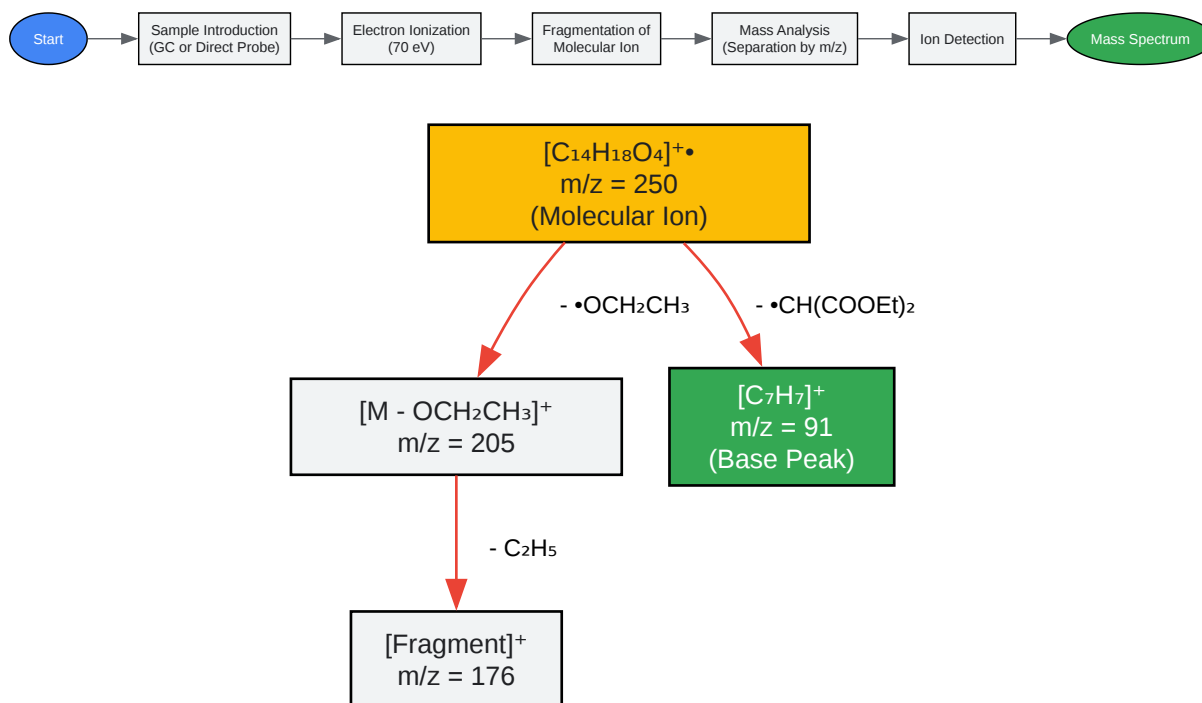 Start
Sample Introduction
(GC or Direct Probe)
Electron Ionization
(70 eV)
Fragmentation of
Molecular Ion
Mass Analysis
(Separation by m/z)
Ion Detection
Mass Spectrum
[C₁₄H₁₈O₄]⁺•
m/z = 250
(Molecular Ion)
- •OCH₂CH₃
- •CH(COOEt)₂
[M - OCH₂CH₃]⁺
m/z = 205
[C₇H₇]⁺
m/z = 91
(Base Peak)
- C₂H₅
[Fragment]⁺
m/z = 176